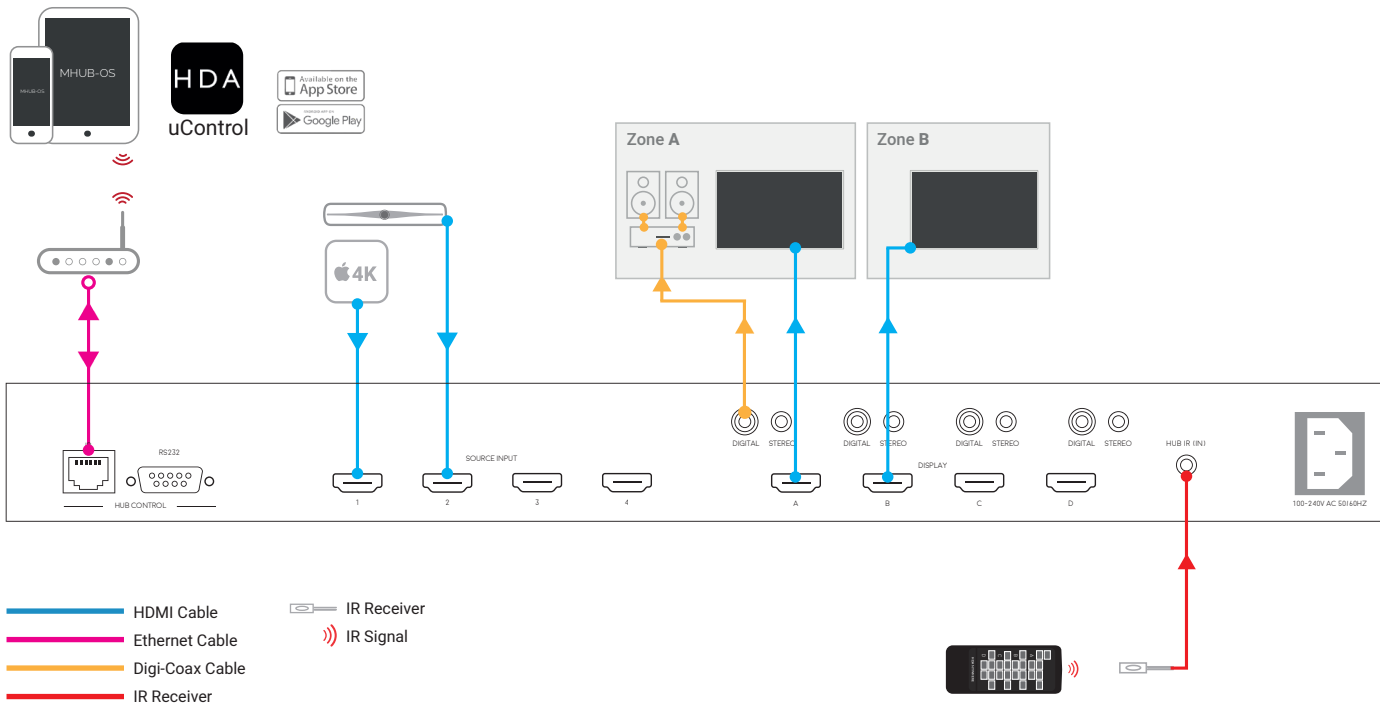 MHUB-OS
MHUB-OS
HDA
uControl
Available on the
App Store
Google Play
Zone A
Zone B
4K
RS232
HUB CONTROL
SOURCE INPUT
1
2
3
4
DIGITAL STEREO
DIGITAL STEREO
DIGITAL STEREO
DIGITAL STEREO
DISPLAY
A
B
C
D
HUB IR (IN)
100-240V AC 50/60HZ
HDMI Cable
Ethernet Cable
Digi-Coax Cable
IR Receiver
IR Receiver
IR Signal